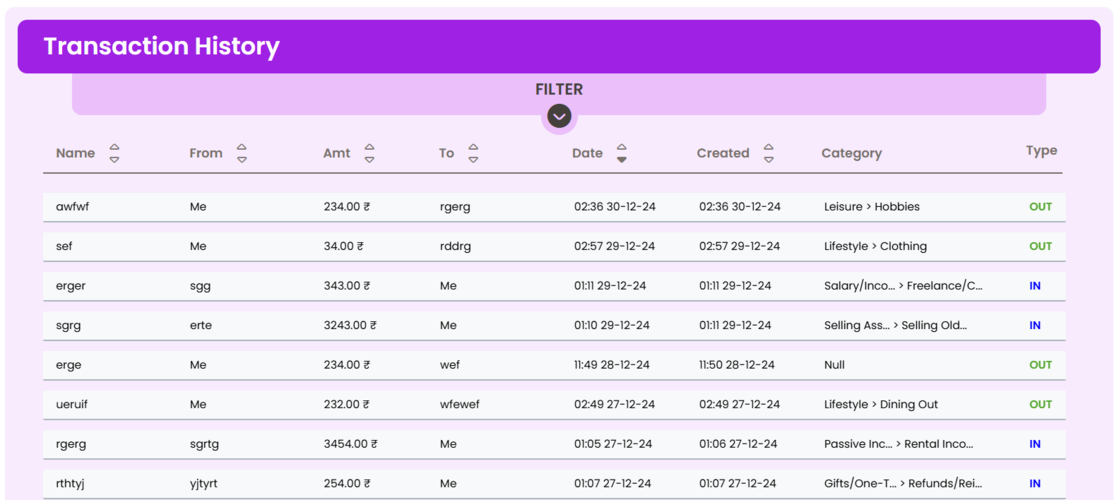 Transaction History
FILTER
Name From Amt To Date Created Category Type
awfwf Me 234.00 ₹ rgerg 02:36 30-12-24 02:36 30-12-24 Leisure > Hobbies OUT
sef Me 34.00 ₹ rddrg 02:57 29-12-24 02:57 29-12-24 Lifestyle > Clothing OUT
erger sgg 343.00 ₹ Me 01:11 29-12-24 01:11 29-12-24 Salary/Inco... > Freelance/C... IN
sgrg erte 3243.00 ₹ Me 01:10 29-12-24 01:11 29-12-24 Selling Ass... > Selling Old... IN
erge Me 234.00 ₹ wef 11:49 28-12-24 11:50 28-12-24 Null OUT
ueruif Me 232.00 ₹ wfewef 02:49 27-12-24 02:49 27-12-24 Lifestyle > Dining Out OUT
rgerg sgrtg 3454.00 ₹ Me 01:05 27-12-24 01:06 27-12-24 Passive Inc... > Rental Inco... IN
rthtyj yjtyrt 254.00 ₹ Me 01:07 27-12-24 01:07 27-12-24 Gifts/One-T... > Refunds/Rei... IN